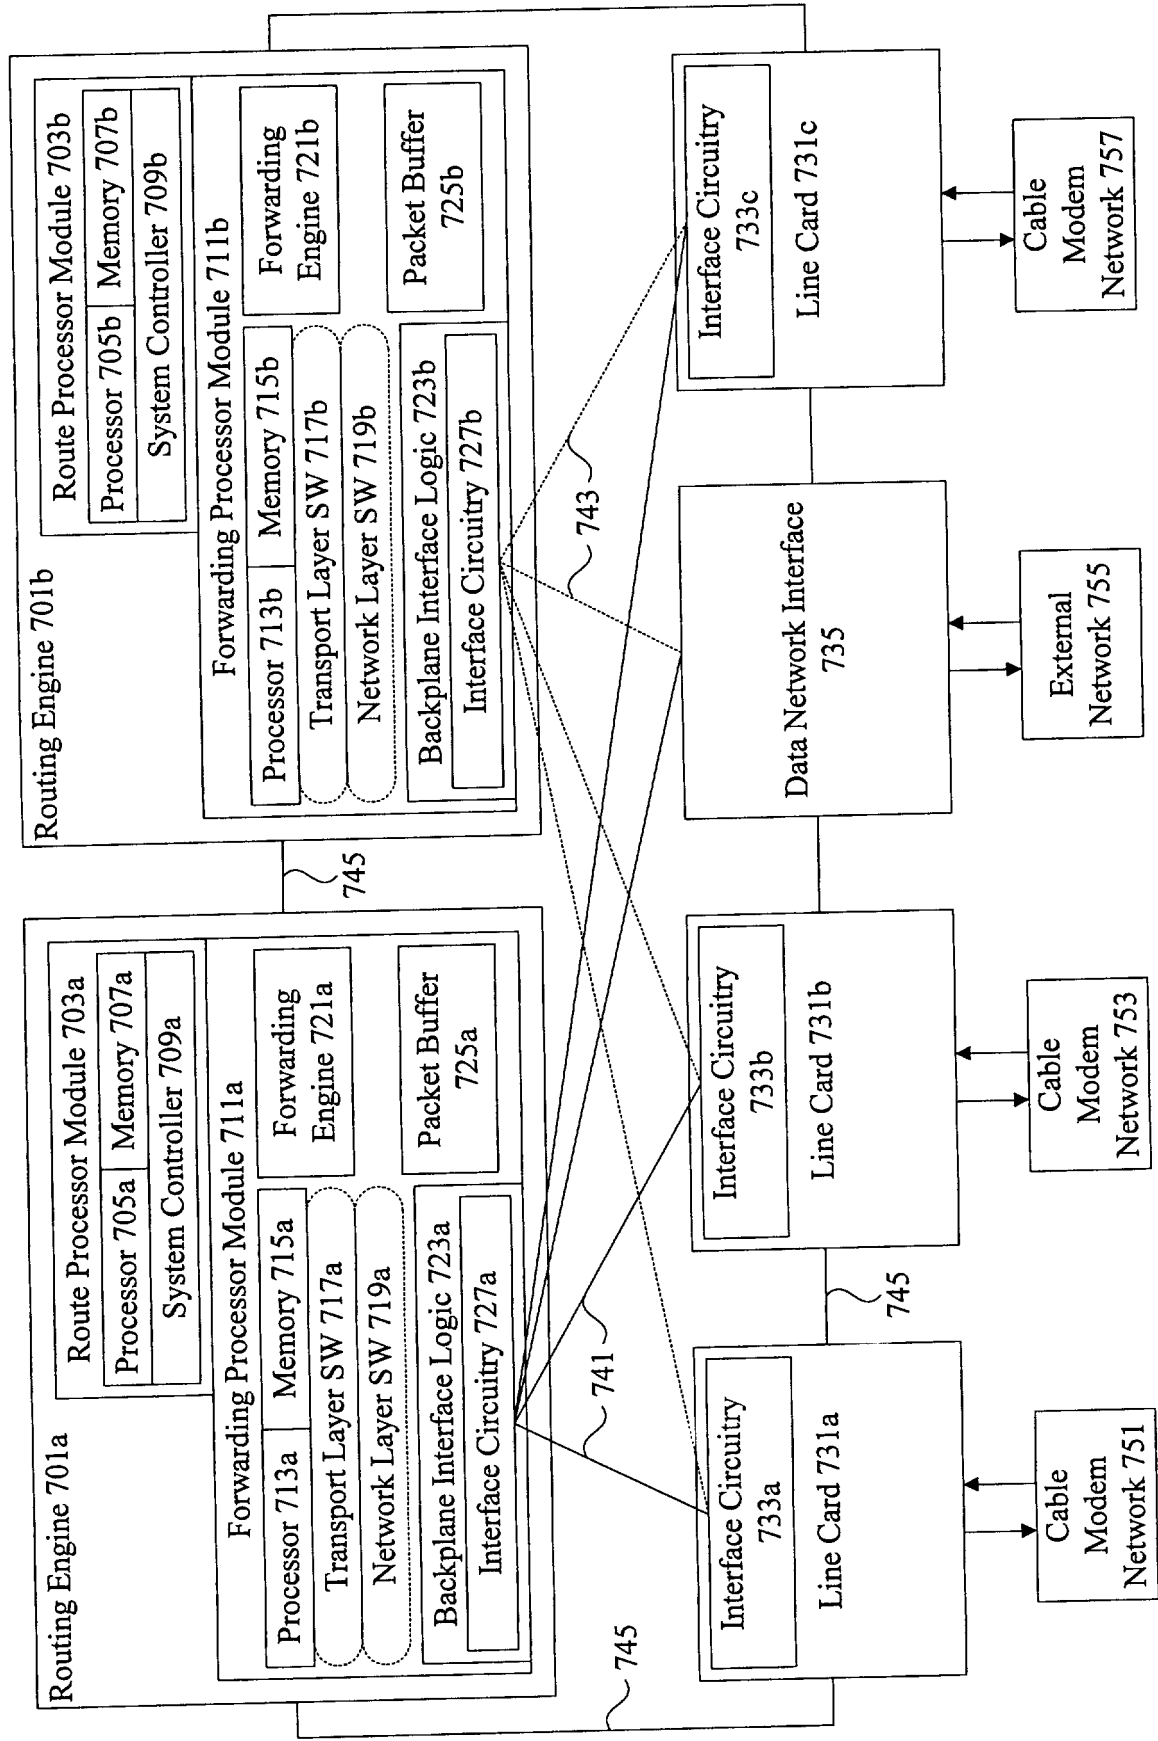 Routing Engine 701a
Route Processor Module 703a
Processor 705a
Memory 707a
System Controller 709a
Forwarding Processor Module 711a
Processor 713a
Memory 715a
Transport Layer SW 717a
Network Layer SW 719a
Forwarding
Engine 721a
Backplane Interface Logic 723a
Interface Circuitry 727a
Packet Buffer
725a
745
Routing Engine 701b
Route Processor Module 703b
Processor 705b
Memory 707b
System Controller 709b
Forwarding Processor Module 711b
Processor 713b
Memory 715b
Transport Layer SW 717b
Network Layer SW 719b
Forwarding
Engine 721b
Backplane Interface Logic 723b
Interface Circuitry 727b
Packet Buffer
725b
745
741
743
Interface Circuitry
733a
Line Card 731a
745
Interface Circuitry
733b
Line Card 731b
Data Network Interface
735
Interface Circuitry
733c
Line Card 731c
Cable
Modem
Network 751
Cable
Modem
Network 753
External
Network 755
Cable
Modem
Network 757